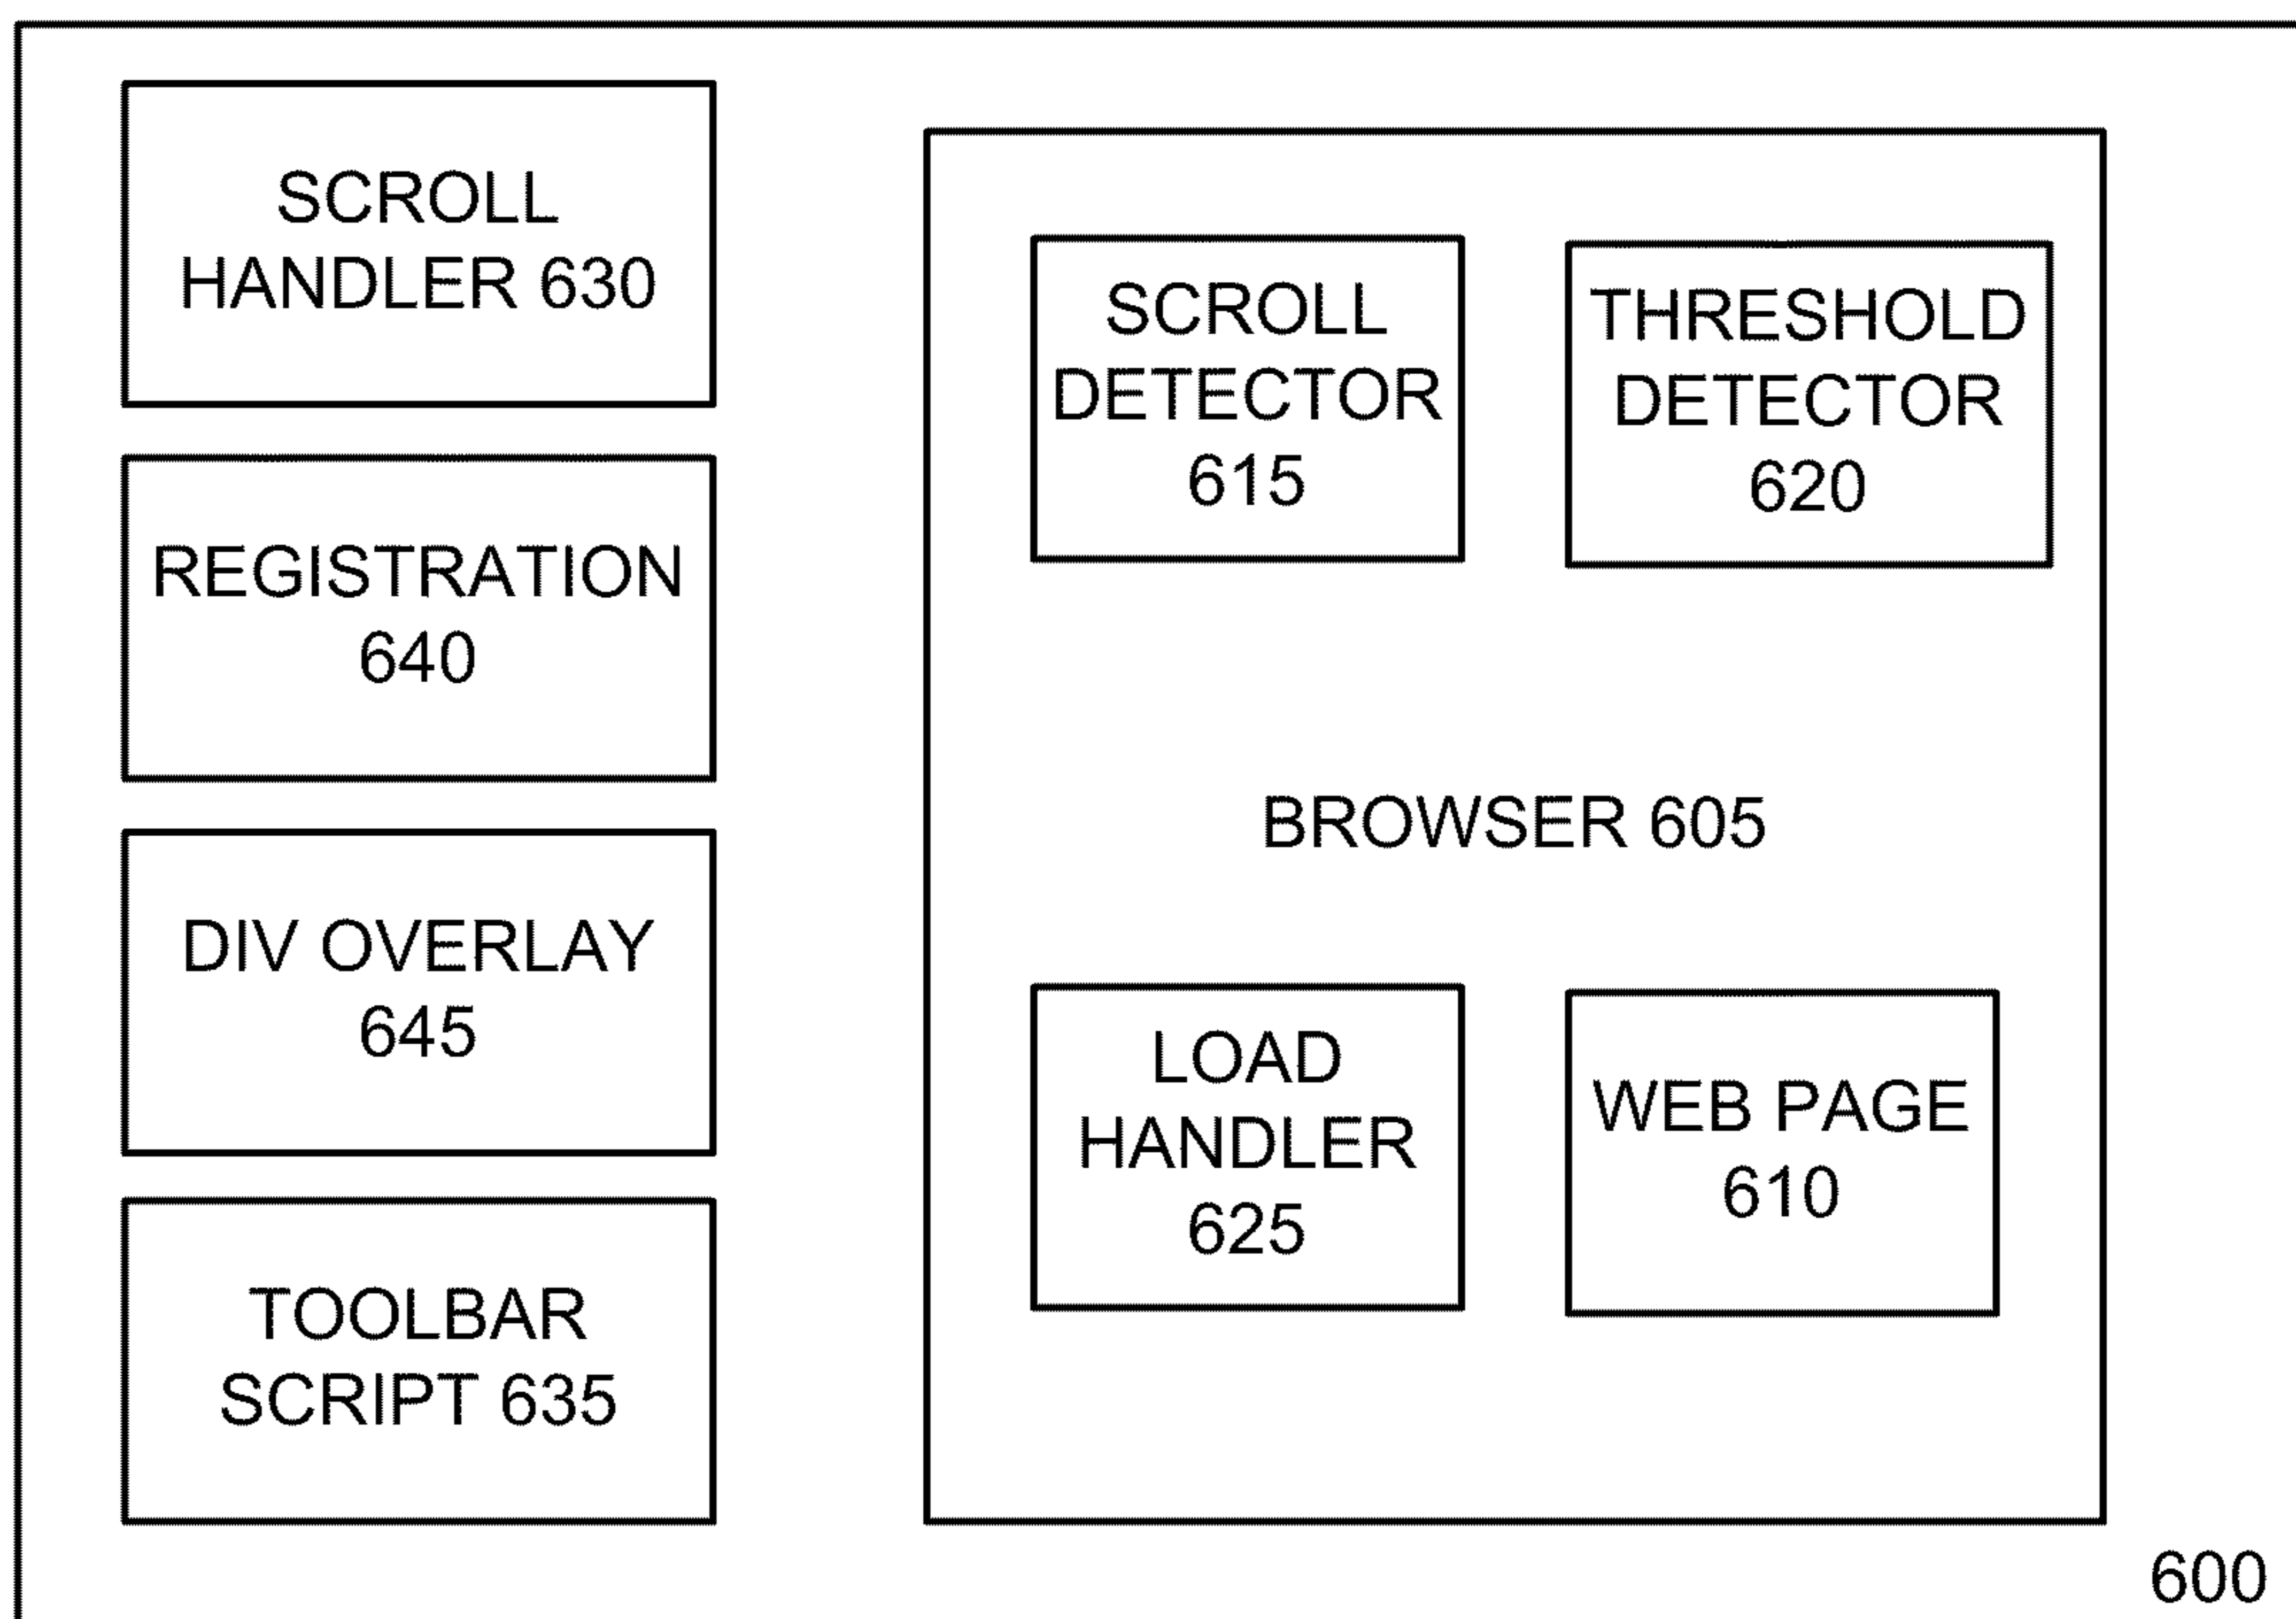 SCROLL
HANDLER 630
REGISTRATION
640
DIV OVERLAY
645
TOOLBAR
SCRIPT 635
SCROLL
DETECTOR
615
THRESHOLD
DETECTOR
620
BROWSER 605
LOAD
HANDLER
625
WEB PAGE
610
600